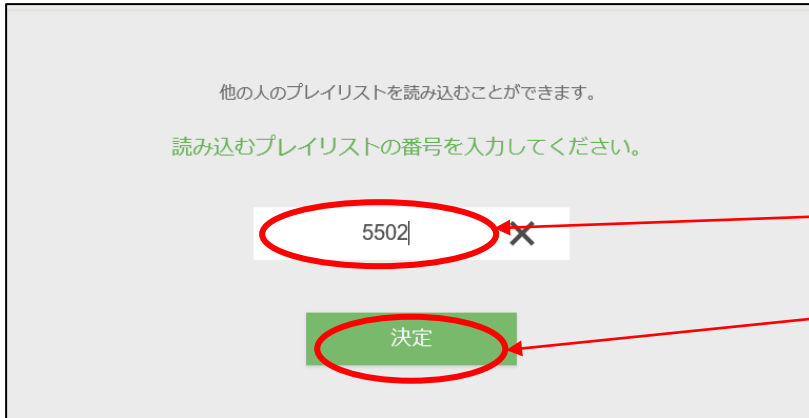 他の人のプレイリストを読み込むことができます。
読み込むプレイリストの番号を入力してください。
5502
決定